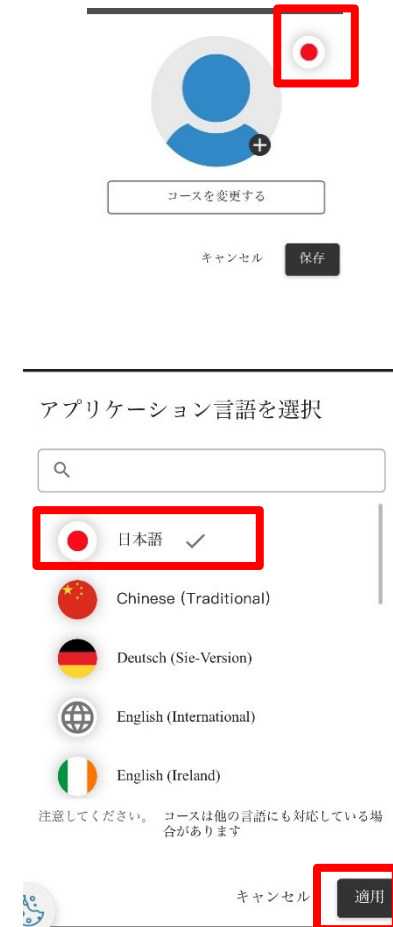 コースを変更する
キャンセル 保存
アプリケーション言語を選択
日本語
Chinese (Traditional)
Deutsch (Sie-Version)
English (International)
English (Ireland)
注意してください。 コースは他の言語にも対応している場
合があります
キャンセル 適用